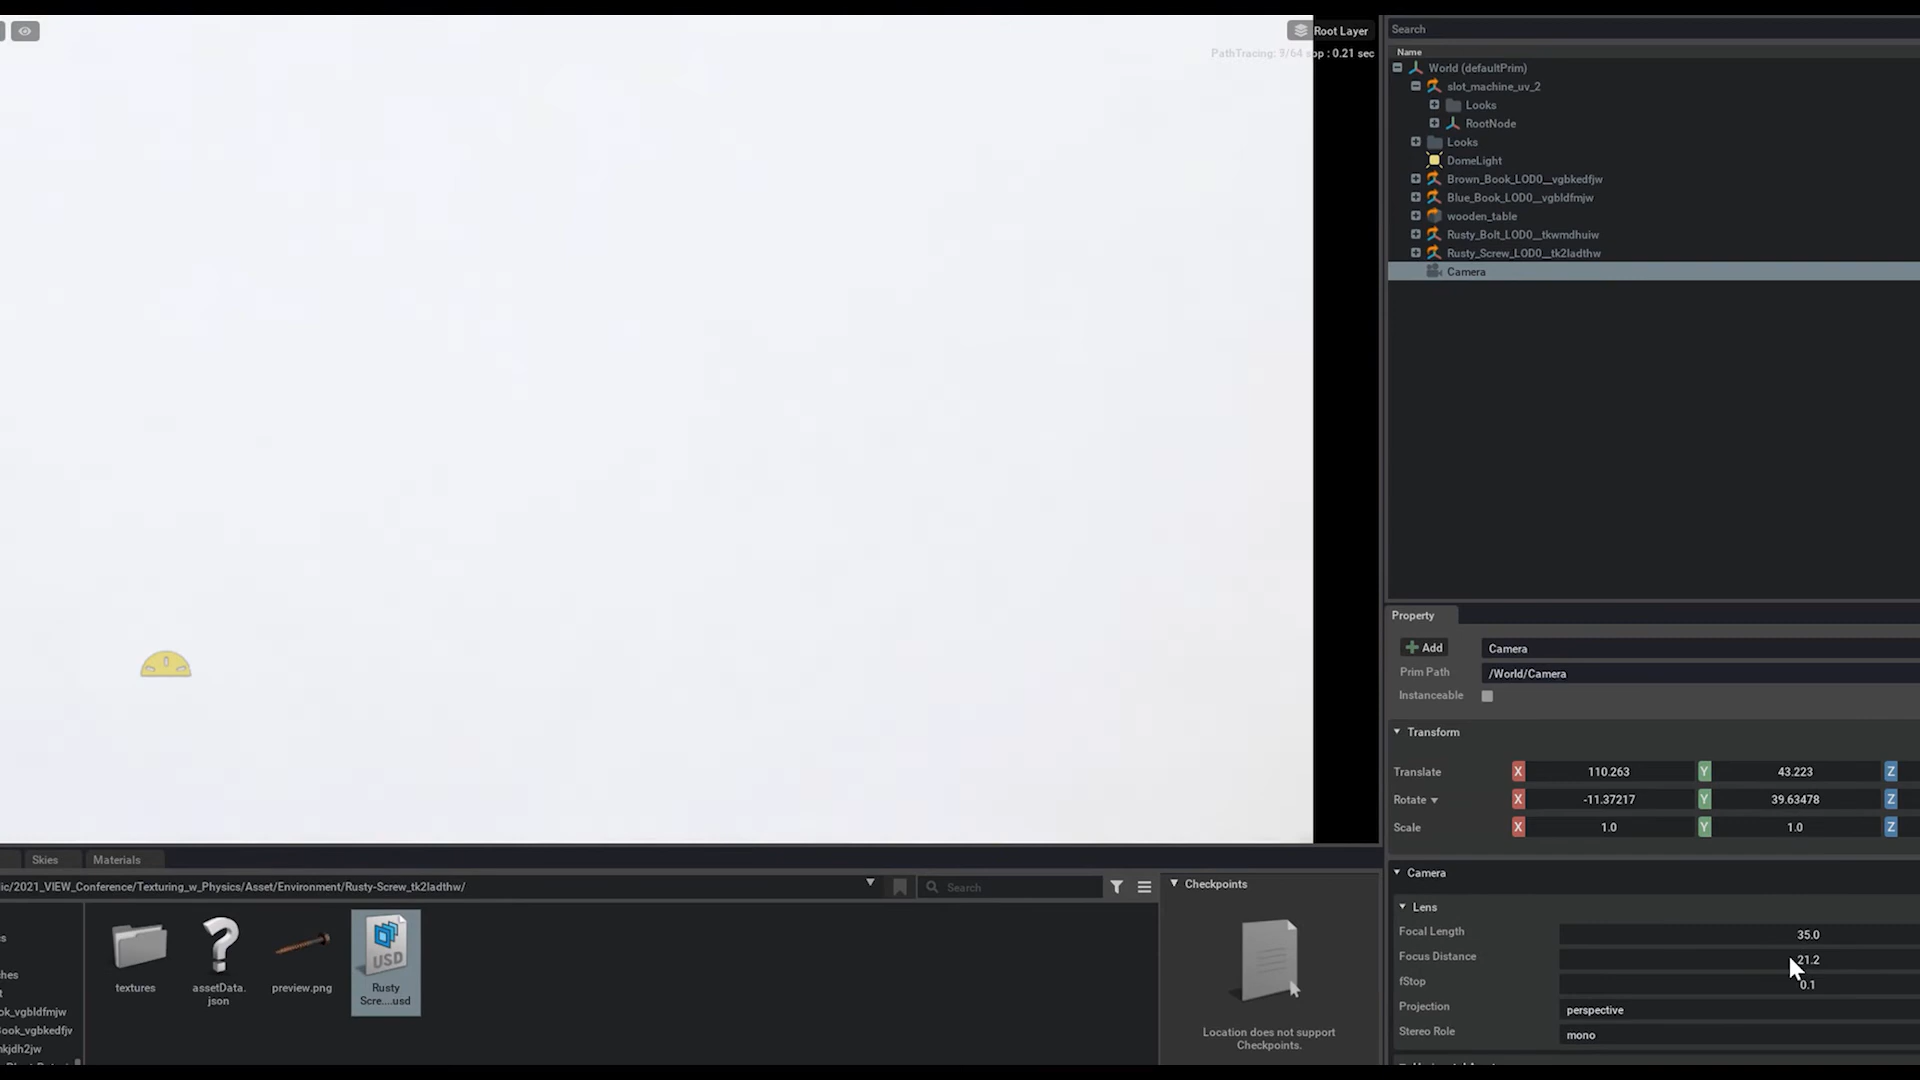 Root Layer
PathTracing: 9/64 spp : 0.21 sec
Search
Name
World (defaultPrim)
slot_machine_uv_2
Looks
RootNode
Looks
DomeLight
Brown_Book_LOD0__vgbkedfjw
Blue_Book_LOD0__vgbldfmjw
wooden_table
Rusty_Bolt_LOD0__tkwmdhuiw
Rusty_Screw_LOD0__tk2ladthw
Camera
Property
Add
Camera
Prim Path
/World/Camera
Instanceable
Transform
Translate X 110.263 Y 43.223 Z
Rotate X -11.37217 Y 39.63478 Z
Scale X 1.0 Y 1.0 Z
Camera
Lens
Focal Length 35.0
Focus Distance 21.2
fStop 0.1
Projection perspective
Stereo Role mono
Skies Materials
ic/2021_VIEW_Conference/Texturing_w_Physics/Asset/Environment/Rusty-Screw_tk2ladthw/
Search
Checkpoints
textures
assetData.
json
preview.png
USD
Rusty
Scre....usd
Location does not support
Checkpoints.
ches
ok_vgbldfmjw
ook_vgbkedfjw
nkjdh2jw